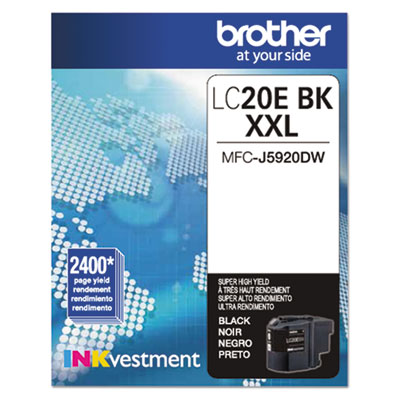 brother
at your side
LC20E BK
XXL
MFC-J5920DW
2400*
page yield
rendement
rendimiento
rendimento
SUPER HIGH YIELD
À TRÈS HAUT RENDEMENT
SUPER ALTO RENDIMIENTO
ULTRA RENDIMENTO
BLACK
NOIR
NEGRO
PRETO
INKvestment